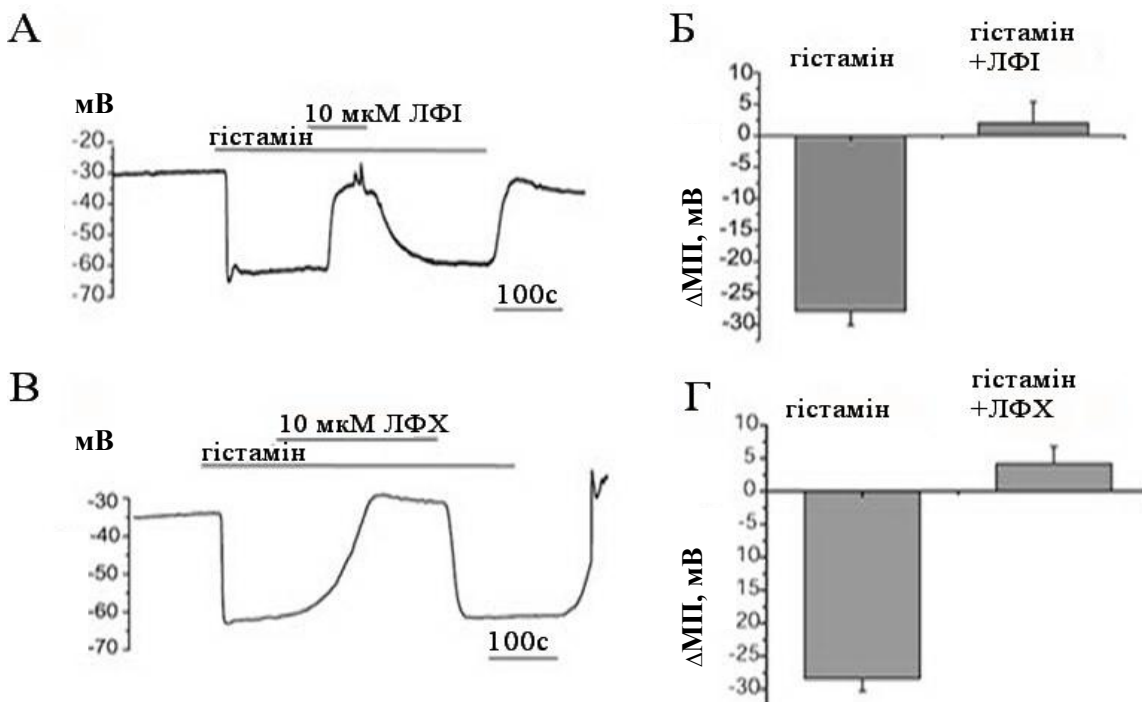 А
мВ
10 мкМ ЛФІ
гістамін
-20
-30
-40
-50
-60
-70
100с
Б
гістамін
гістамін
+ЛФІ
ΔМП, мВ
10
5
0
-5
-10
-15
-20
-25
-30
В
мВ
10 мкМ ЛФХ
гістамін
-30
-40
-50
-60
-70
100с
Г
гістамін
гістамін
+ЛФХ
ΔМП, мВ
10
5
0
-5
10
15
20
-25
-30